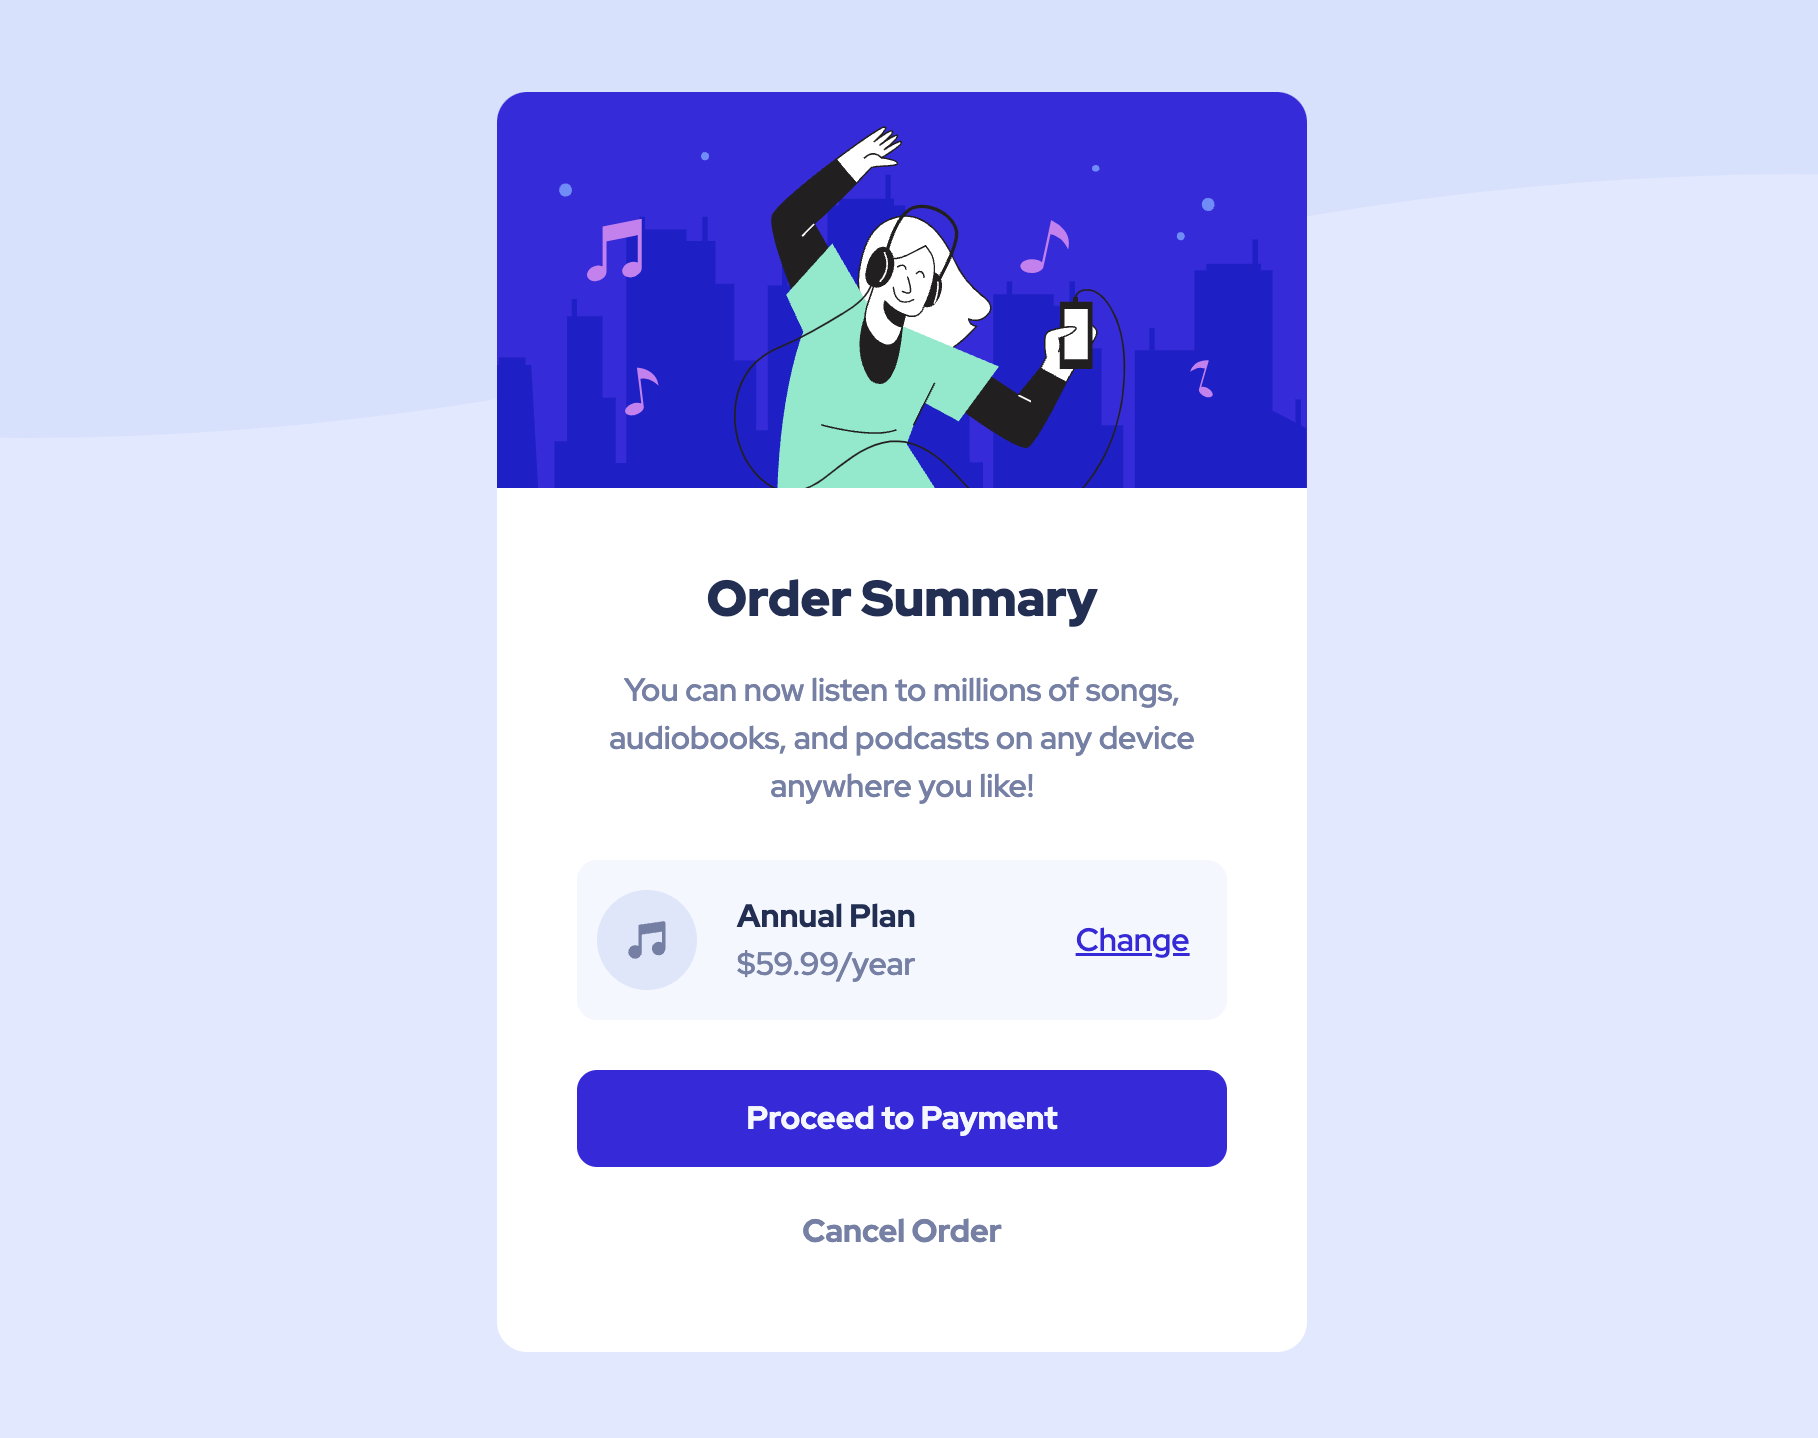 Order Summary
You can now listen to millions of songs,
audiobooks, and podcasts on any device
anywhere you like!
Annual Plan
$59.99/year
Change
Proceed to Payment
Cancel Order